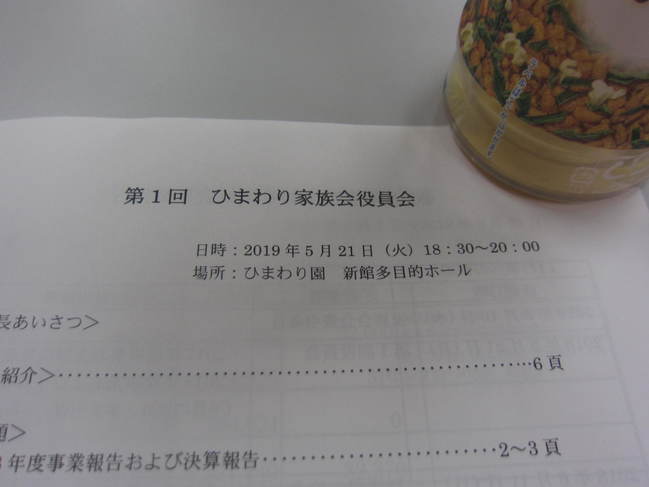 第1回　ひまわり家族会役員会
日時：2019年5月21日（火）18：30～20：00
場所：ひまわり園　新館多目的ホール
長あいさつ＞
紹介＞……………………………………………6頁
題＞
年度事業報告および決算報告…………………………2～3頁